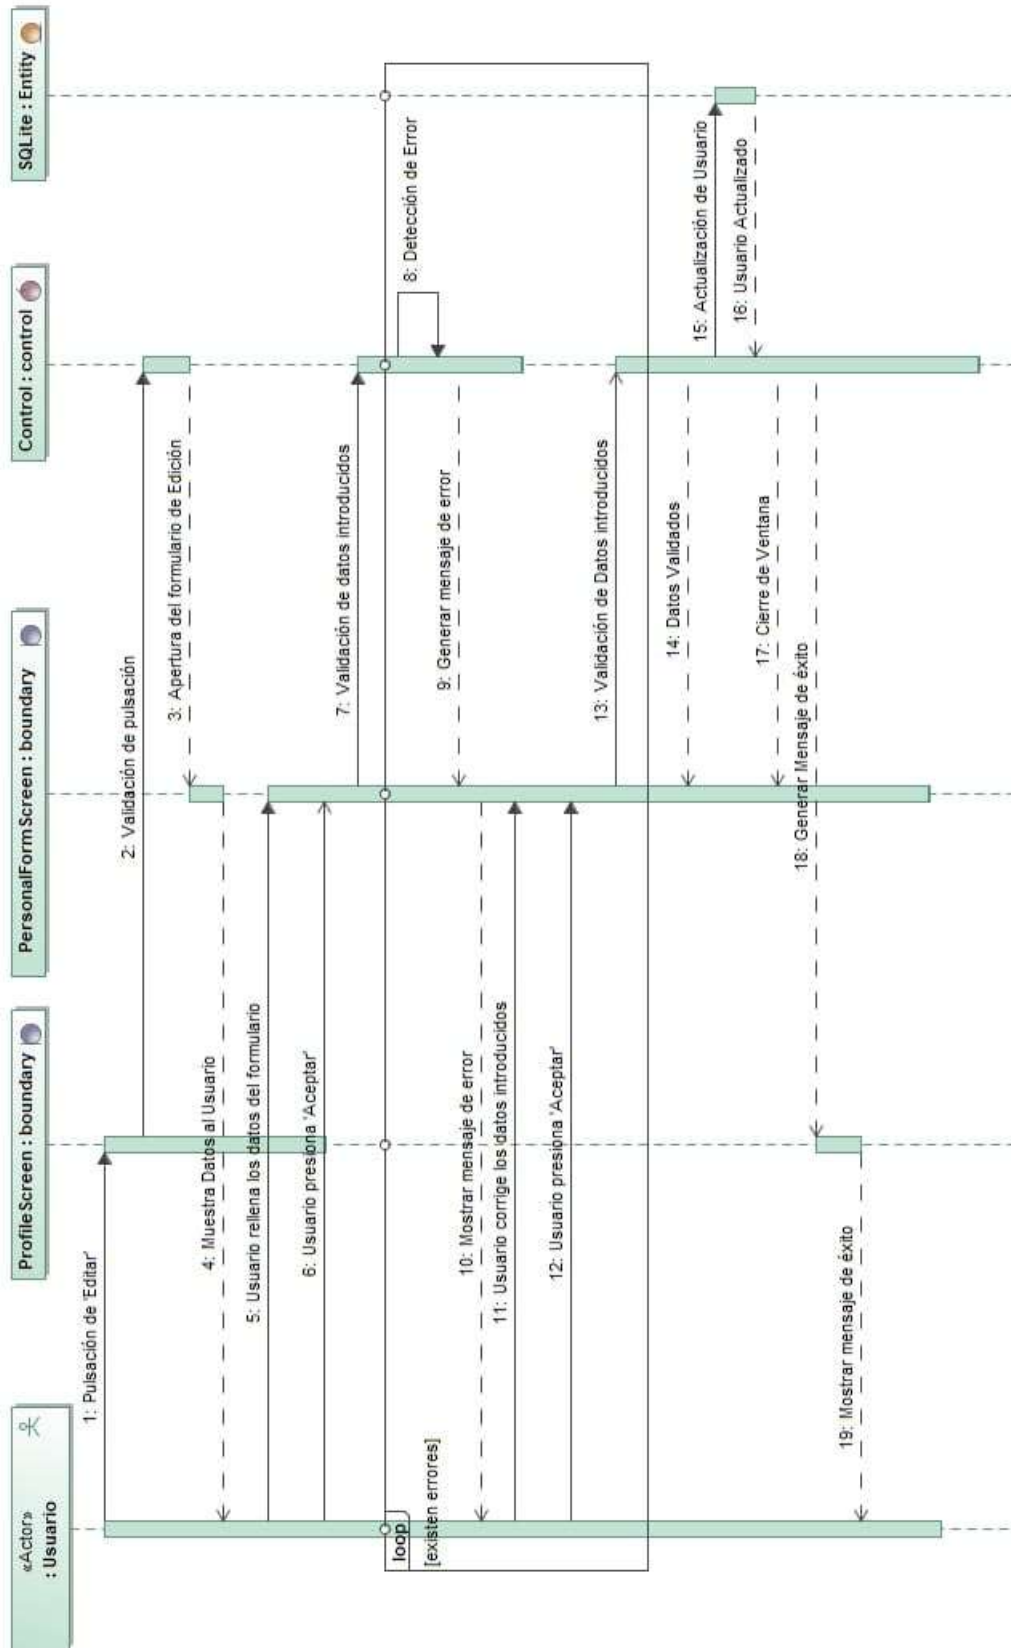 «Actor»
: Usuario
ProfileScreen : boundary
PersonalFormScreen : boundary
Control : control
SQLite : Entity
1: Pulsación de 'Editar'
2: Validación de pulsación
3: Apertura del formulario de Edición
4: Muestra Datos al Usuario
5: Usuario rellena los datos del formulario
6: Usuario presiona 'Aceptar'
7: Validación de datos introducidos
loop
[existen errores]
8: Detección de Error
9: Generar mensaje de error
10: Mostrar mensaje de error
11: Usuario corrige los datos introducidos
12: Usuario presiona 'Aceptar'
13: Validación de Datos introducidos
14: Datos Validados
15: Actualización de Usuario
16: Usuario Actualizado
17: Cierre de Ventana
18: Generar Mensaje de éxito
19: Mostrar mensaje de éxito